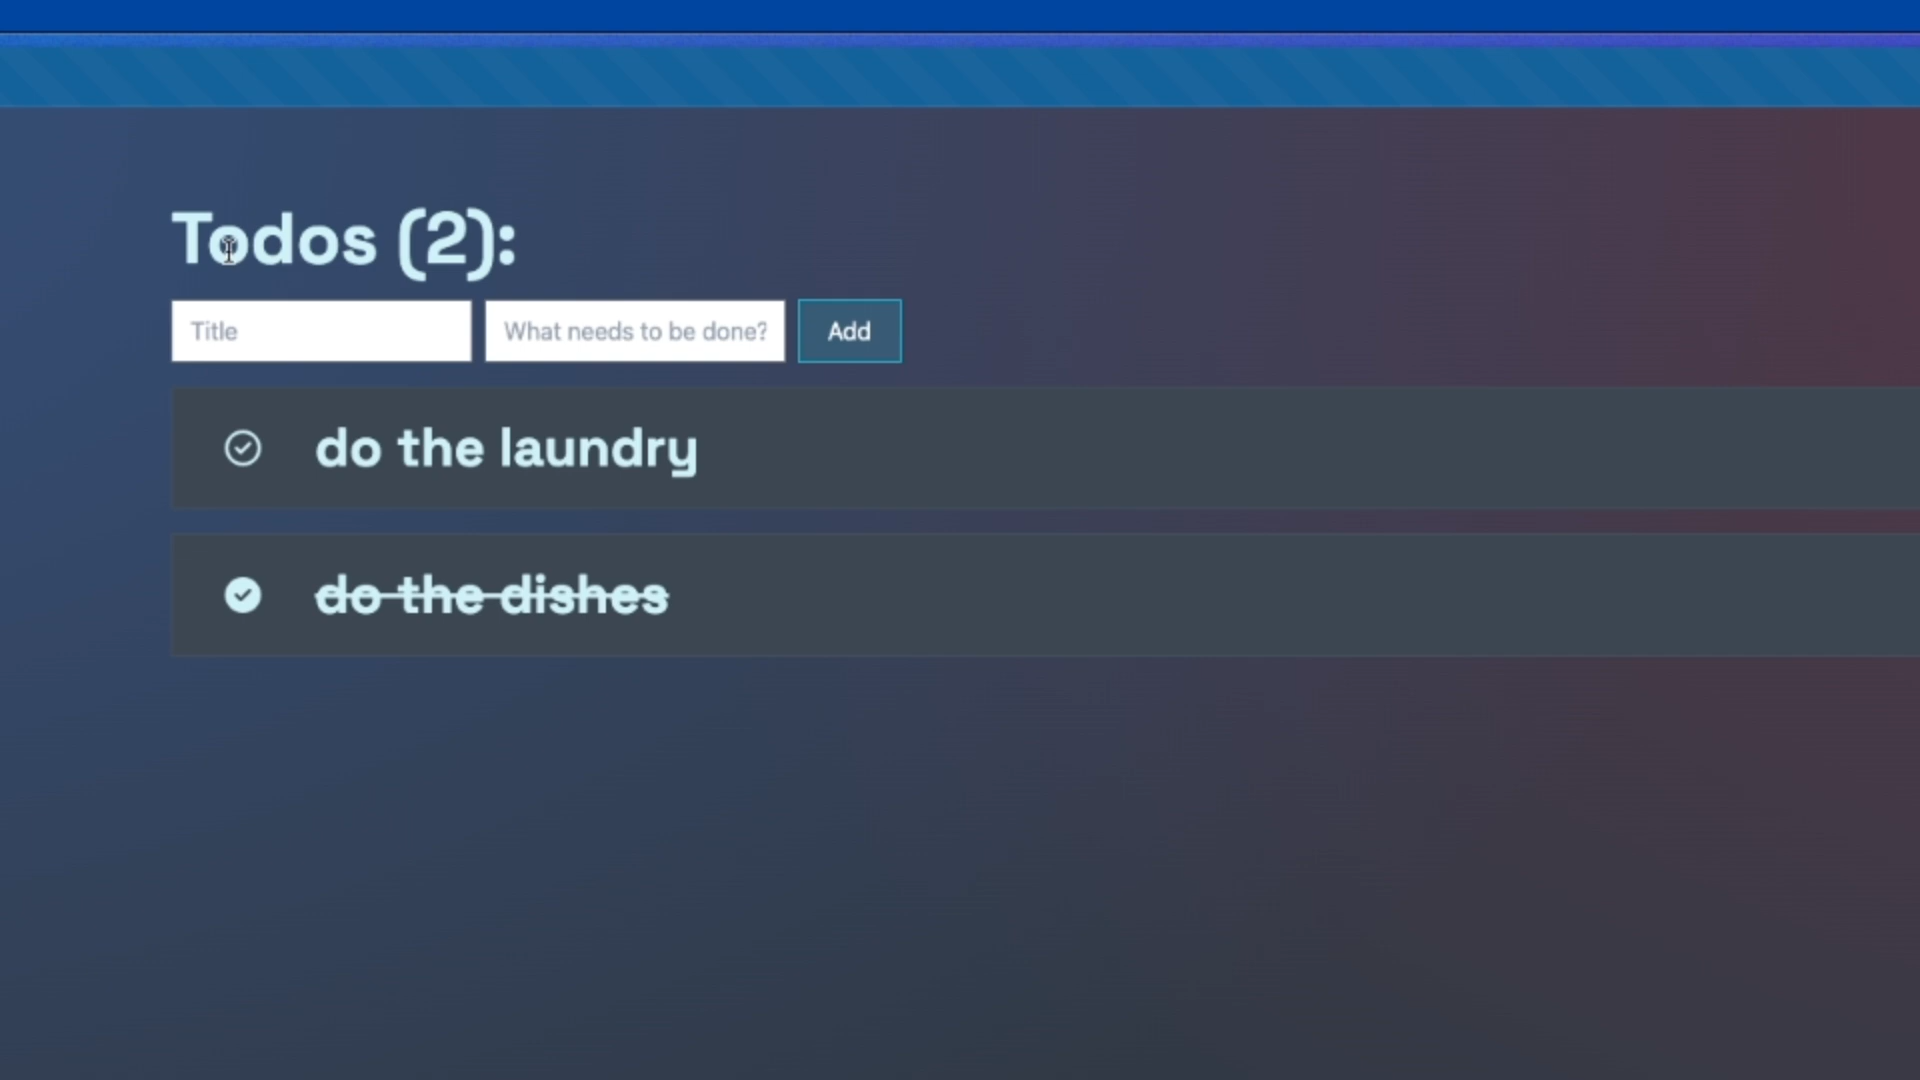 Todos (2):
Title
What needs to be done?
Add
do the laundry
do the dishes